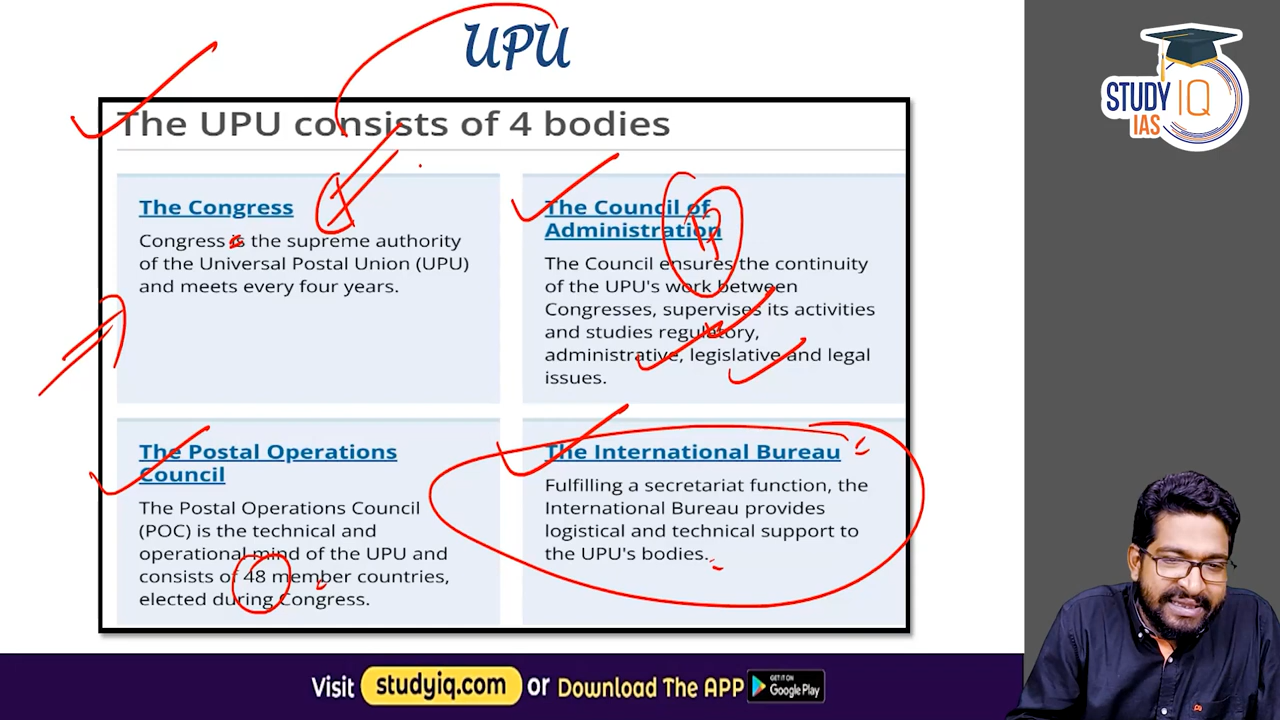 UPU
The UPU consists of 4 bodies
The Congress
Congress is the supreme authority
of the Universal Postal Union (UPU)
and meets every four years.
The Council of
Administration
The Council ensures the continuity
of the UPU's work between
Congresses, supervises its activities
and studies regulatory,
administrative, legislative and legal
issues.
The Postal Operations
Council
The Postal Operations Council
(POC) is the technical and
operational mind of the UPU and
consists of 48 member countries,
elected during Congress.
The International Bureau
Fulfilling a secretariat function, the
International Bureau provides
logistical and technical support to
the UPU's bodies.
STUDY IQ
IAS
Visit studyiq.com or Download The APP GET IT ON Google Play